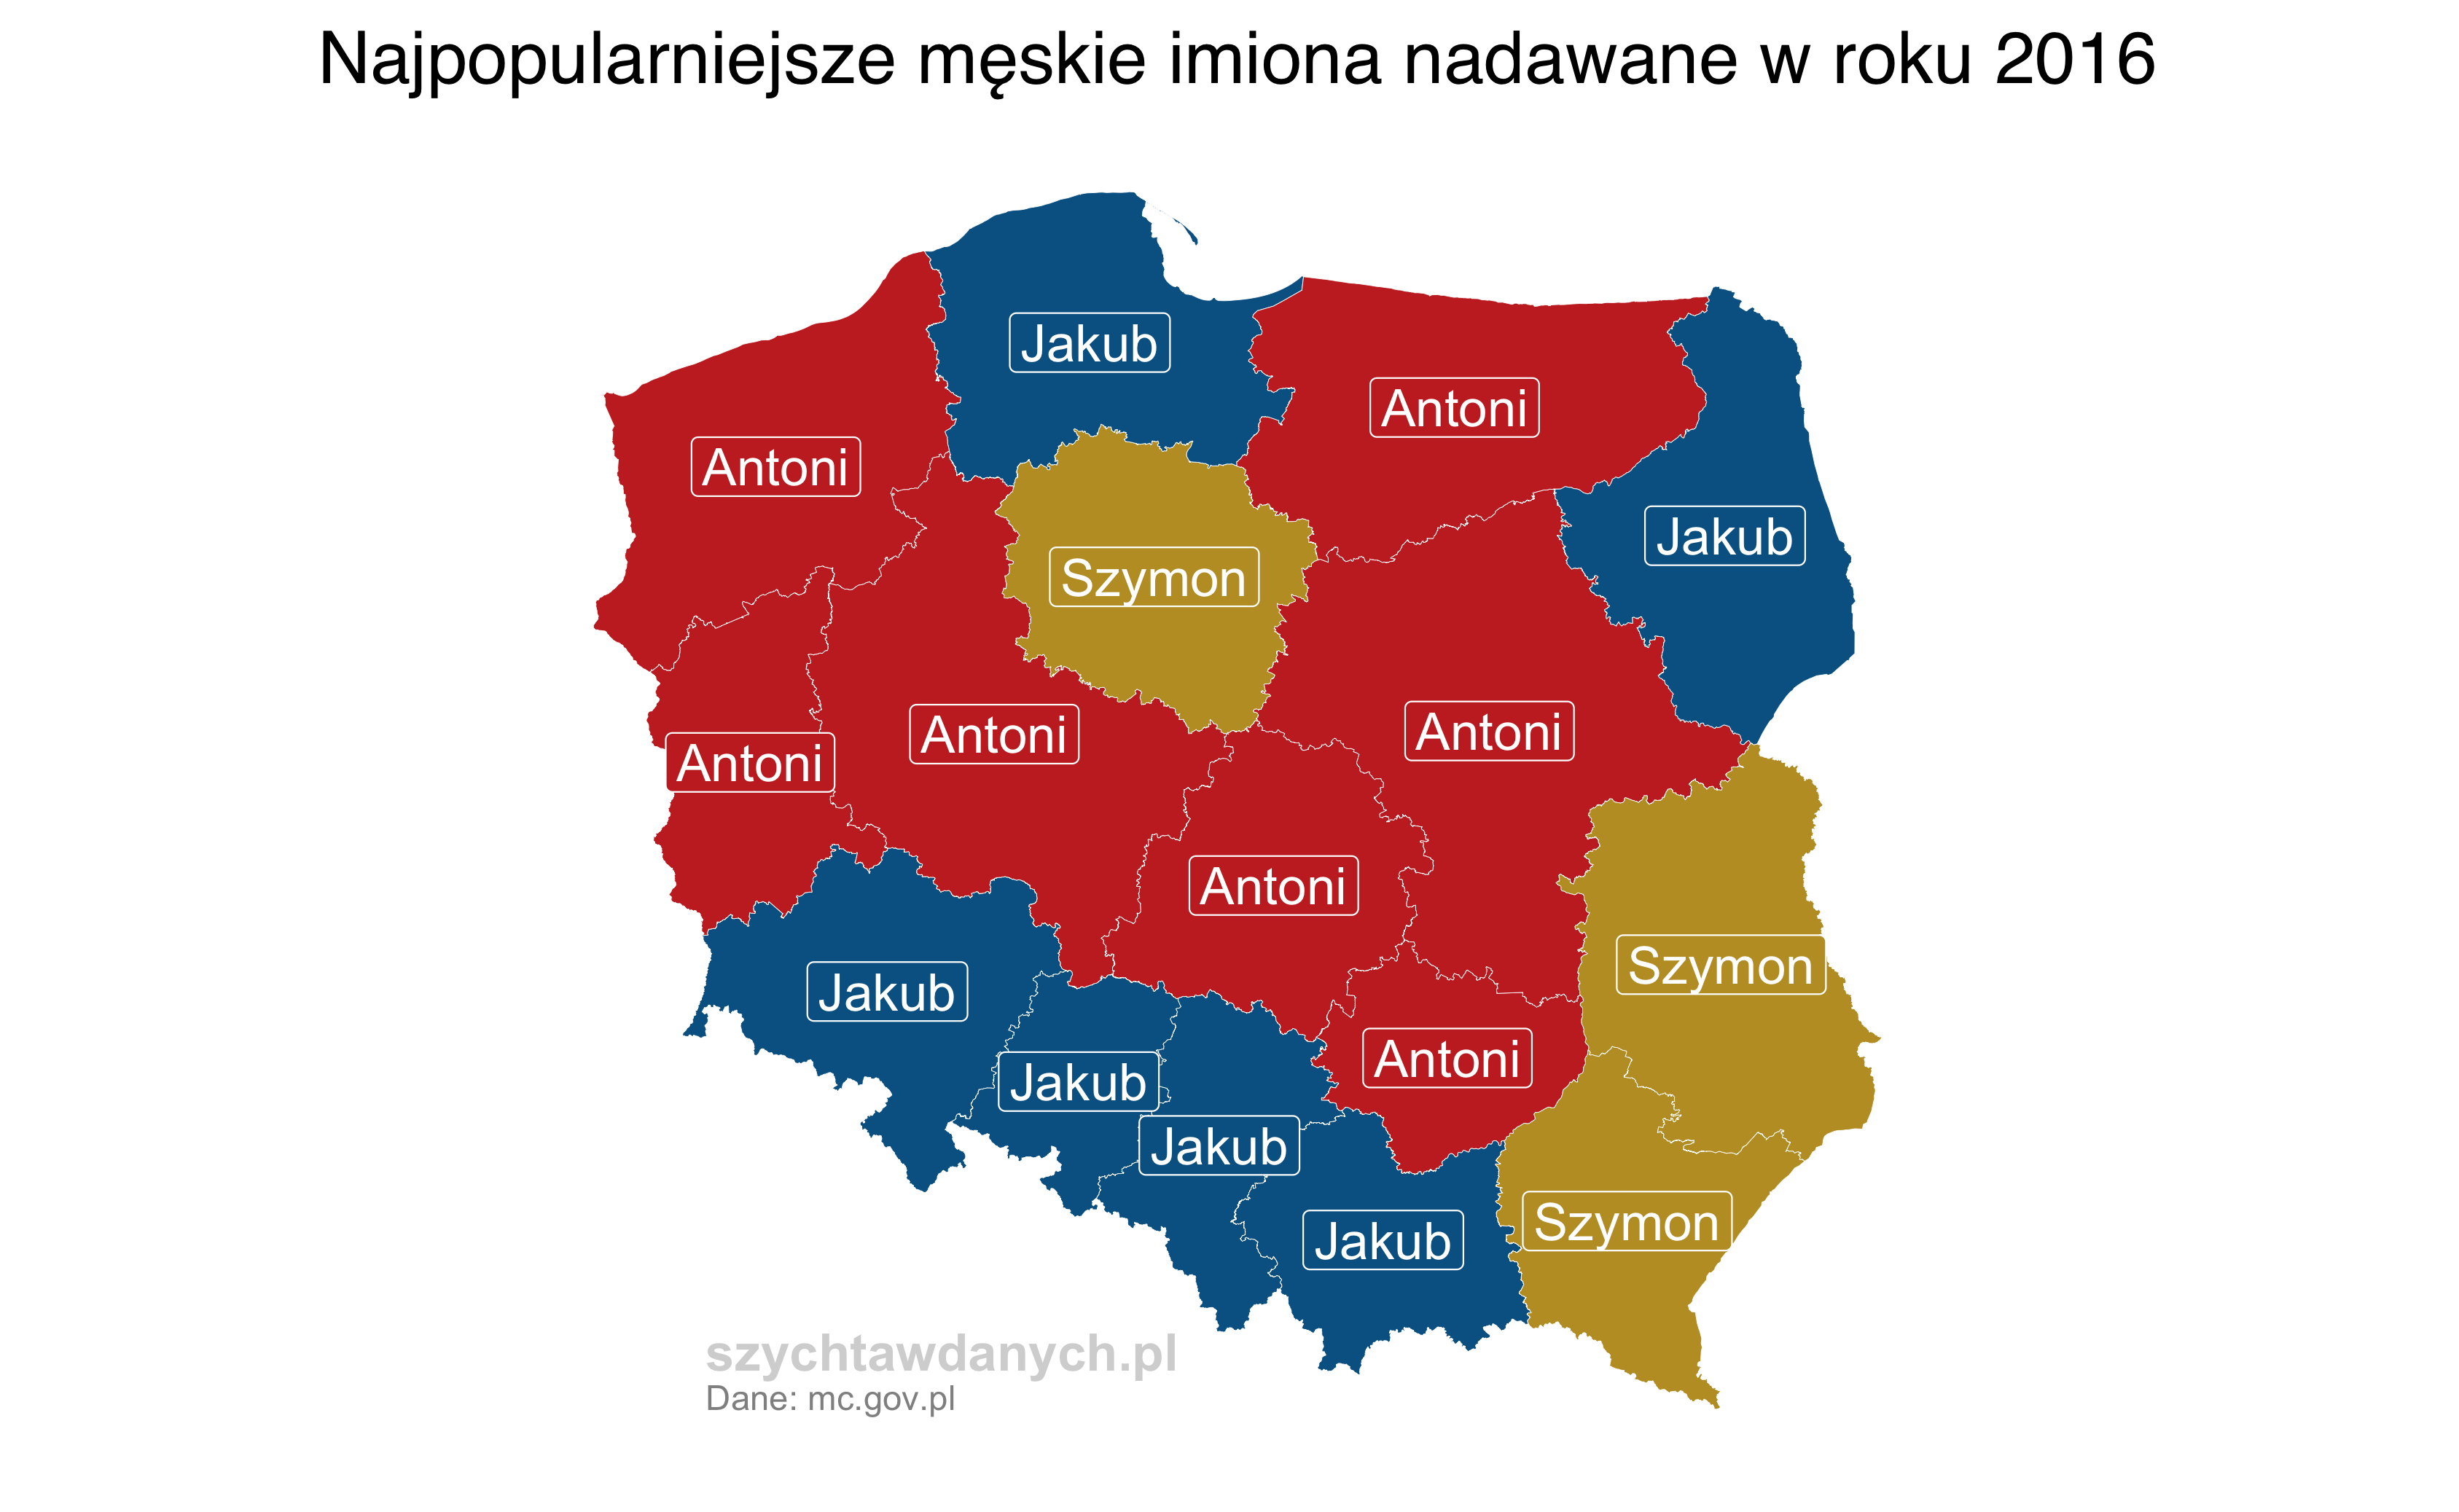 Najpopularniejsze męskie imiona nadawane w roku 2016
Jakub
Antoni
Antoni
Jakub
Szymon
Antoni
Antoni
Antoni
Antoni
Szymon
Jakub
Antoni
Jakub
Jakub
Szymon
Jakub
szychtawdanych.pl
Dane: mc.gov.pl